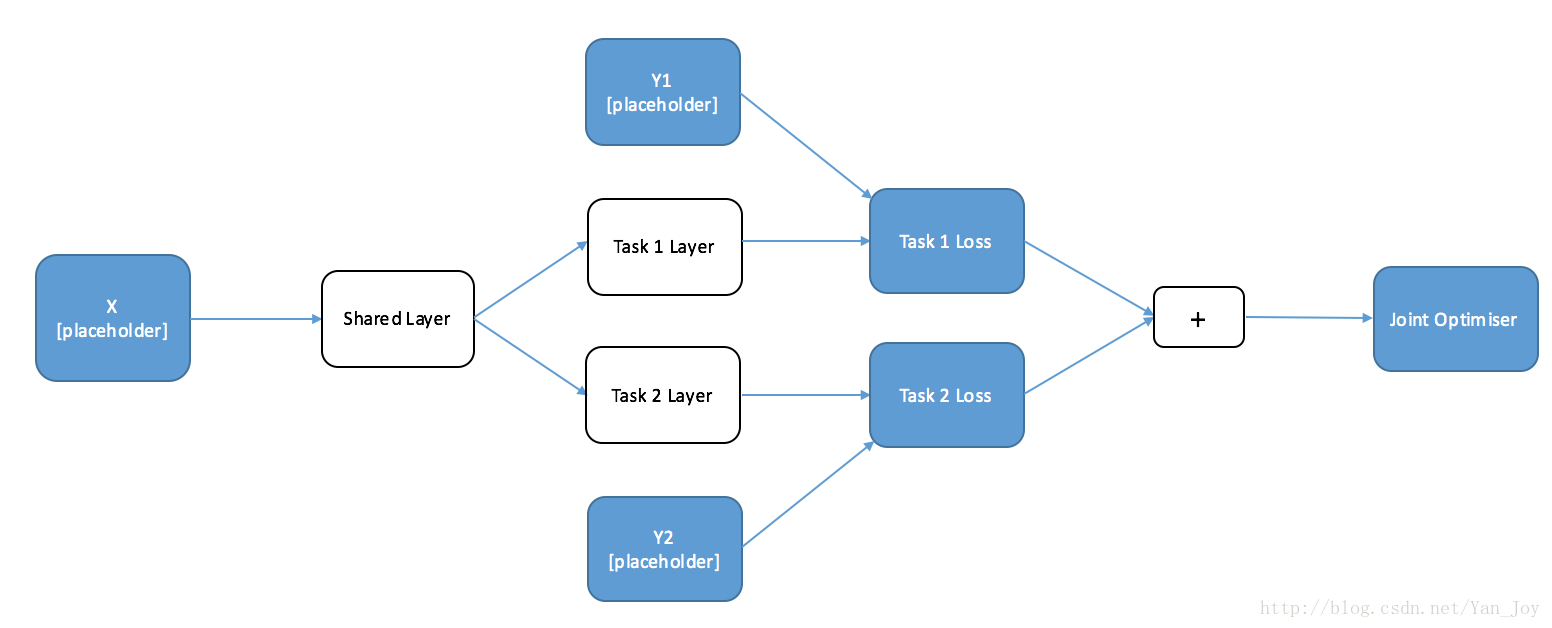 Y1
[placeholder]
Task 1 Layer
Task 1 Loss
X
[placeholder]
Shared Layer
+
Joint Optimiser
Task 2 Layer
Task 2 Loss
Y2
[placeholder]
http://blog.csdn.net/Yan_Joy